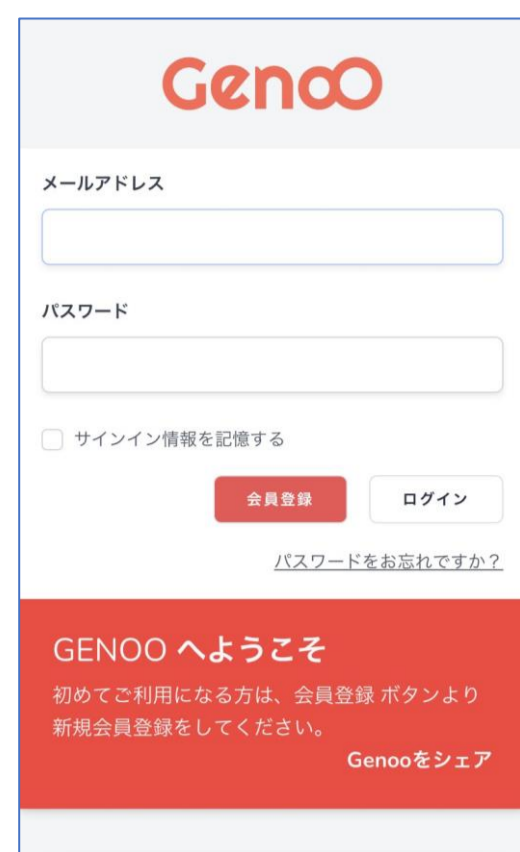 Genoo
メールアドレス
パスワード
サインイン情報を記憶する
会員登録 ログイン
パスワードをお忘れですか？
GENOO へようこそ
初めてご利用になる方は、会員登録 ボタンより
新規会員登録をしてください。
Genooをシェア